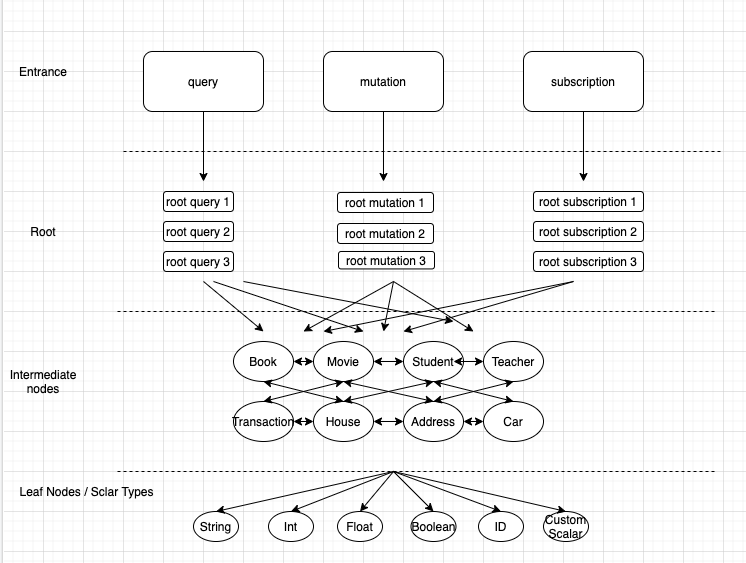 Entrance
query
mutation
subscription
root query 1
root mutation 1
root subscription 1
Root
root query 2
root mutation 2
root subscription 2
root query 3
root mutation 3
root subscription 3
Intermediate
nodes
Book
Movie
Student
Teacher
Transaction
House
Address
Car
Leaf Nodes / Sclar Types
String
Int
Float
Boolean
ID
Custom
Scalar